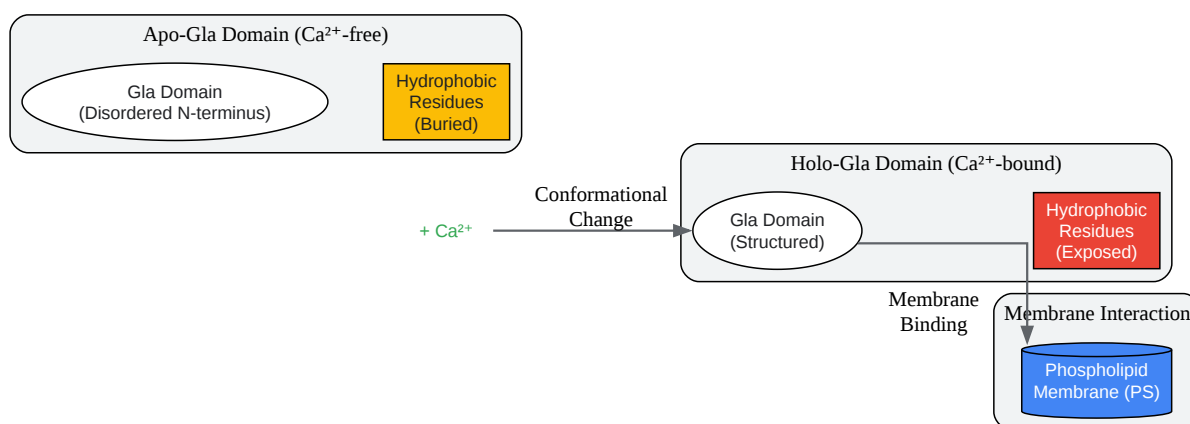 Apo-Gla Domain (Ca²⁺-free)
Gla Domain
(Disordered N-terminus)
Hydrophobic
Residues
(Buried)
+ Ca²⁺
Conformational
Change
Holo-Gla Domain (Ca²⁺-bound)
Gla Domain
(Structured)
Hydrophobic
Residues
(Exposed)
Membrane
Binding
Membrane Interaction
Phospholipid
Membrane (PS)